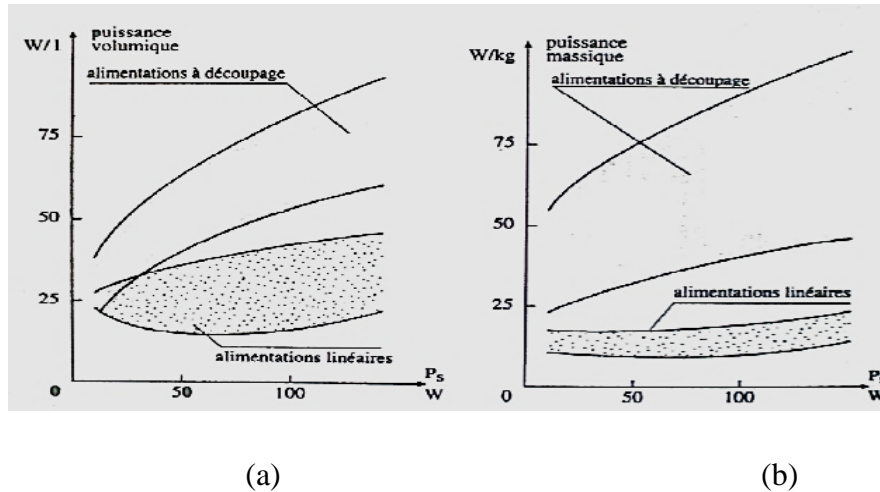 W/l
puissance
volumique
alimentations à découpage
75
50
25
alimentations linéaires
0
50
100
Ps
W
W/kg
puissance
massique
alimentations à découpage
75
50
25
alimentations linéaires
0
50
100
W
(a)
(b)